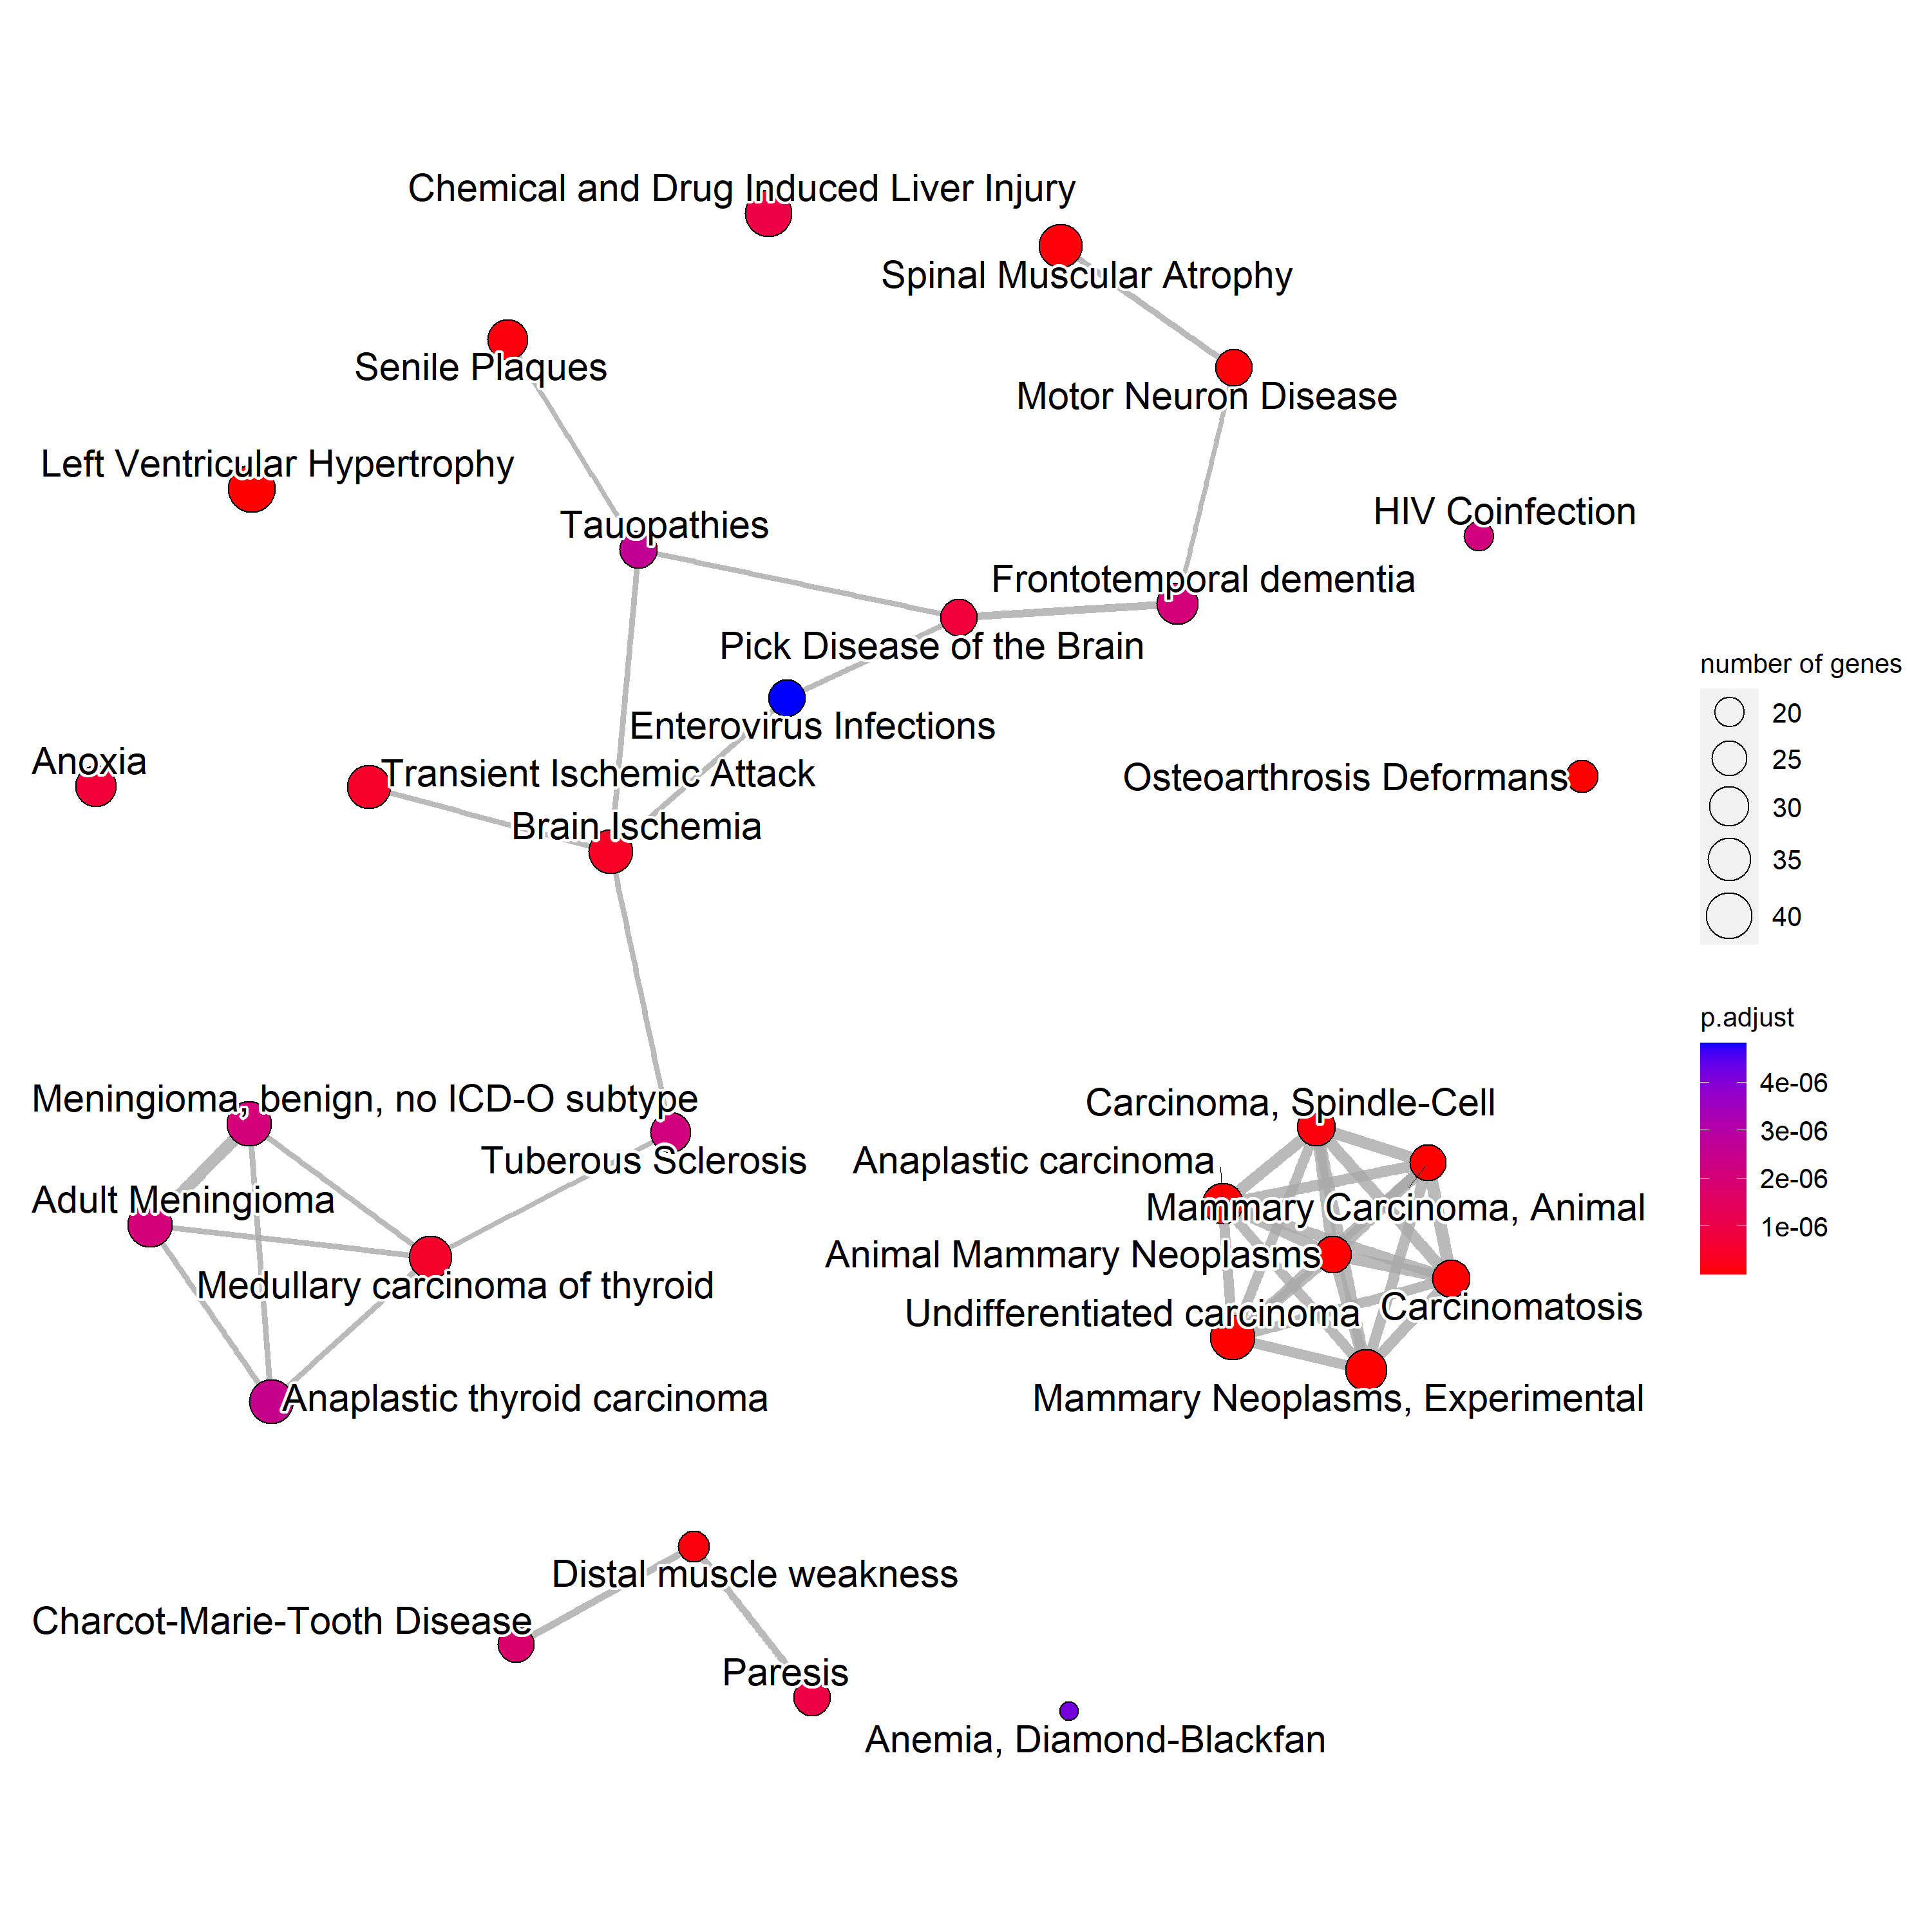 Chemical and Drug Induced Liver Injury
Spinal Muscular Atrophy
Senile Plaques
Motor Neuron Disease
Left Ventricular Hypertrophy
HIV Coinfection
Tauopathies
Frontotemporal dementia
Pick Disease of the Brain
Enterovirus Infections
Anoxia
Transient Ischemic Attack
Osteoarthrosis Deformans
Brain Ischemia
number of genes
20
25
30
35
40
p.adjust
4e-06
3e-06
2e-06
1e-06
Meningioma, benign, no ICD-O subtype
Carcinoma, Spindle-Cell
Tuberous Sclerosis
Anaplastic carcinoma
Adult Meningioma
Mammary Carcinoma, Animal
Animal Mammary Neoplasms
Medullary carcinoma of thyroid
Undifferentiated carcinoma
Carcinomatosis
Anaplastic thyroid carcinoma
Mammary Neoplasms, Experimental
Distal muscle weakness
Charcot-Marie-Tooth Disease
Paresis
Anemia, Diamond-Blackfan